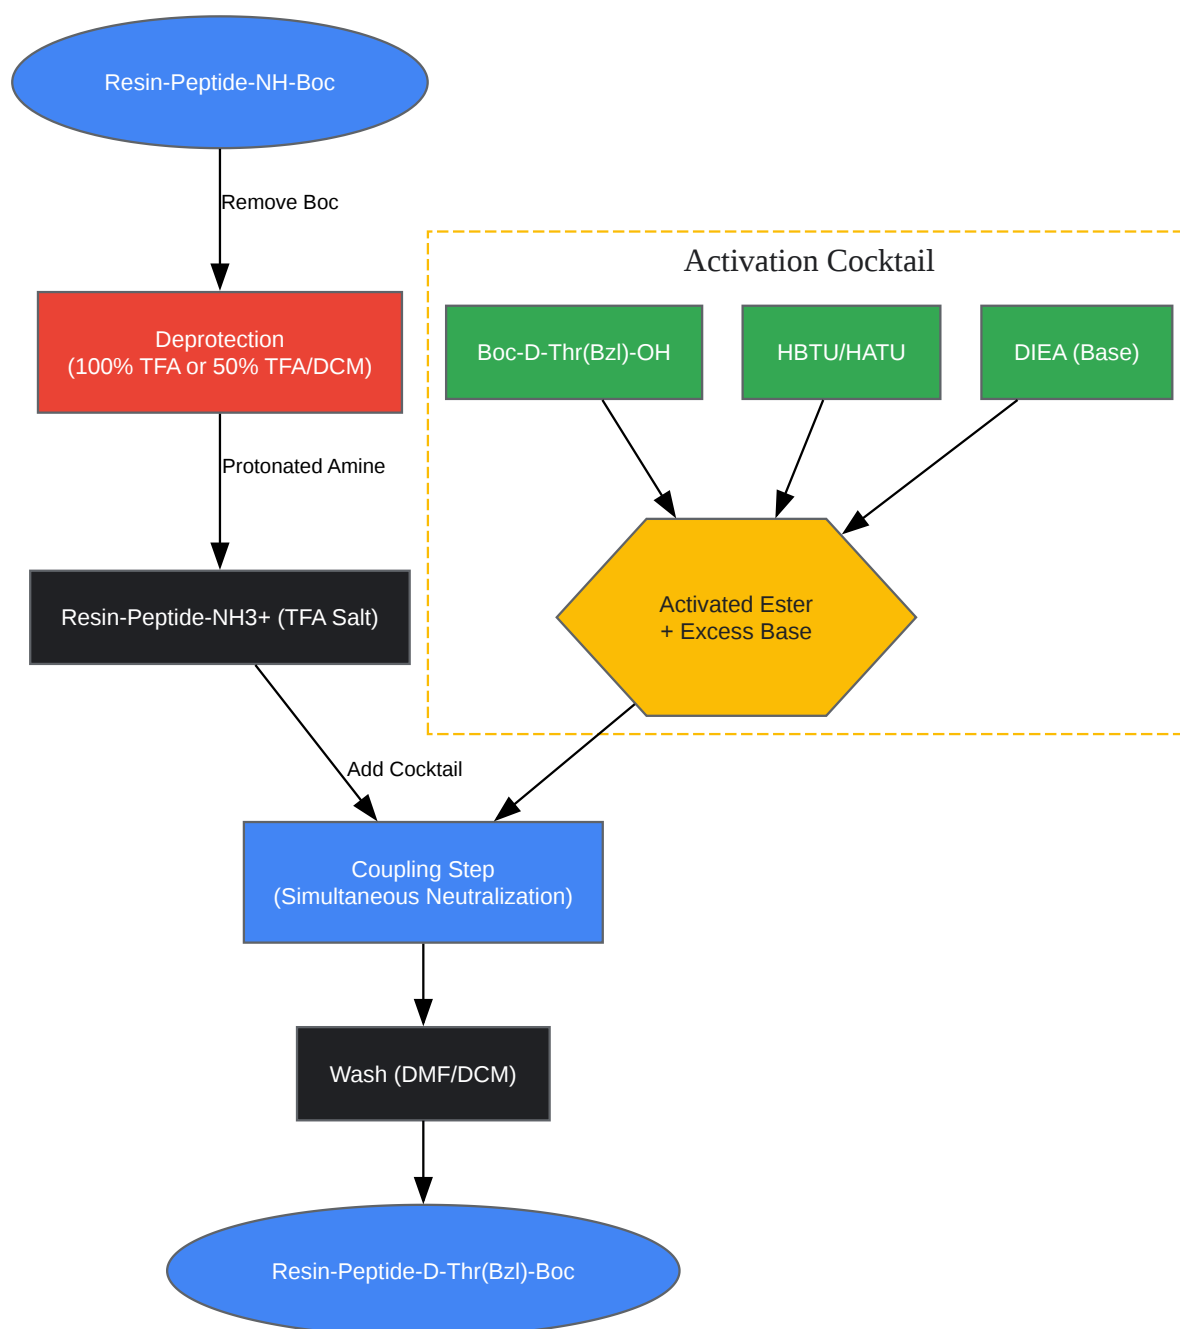 Resin-Peptide-NH-Boc
Remove Boc
Activation Cocktail
Deprotection
(100% TFA or 50% TFA/DCM)
Boc-D-Thr(Bzl)-OH
HBTU/HATU
DIEA (Base)
Protonated Amine
Resin-Peptide-NH3+ (TFA Salt)
Activated Ester
+ Excess Base
Add Cocktail
Coupling Step
(Simultaneous Neutralization)
Wash (DMF/DCM)
Resin-Peptide-D-Thr(Bzl)-Boc